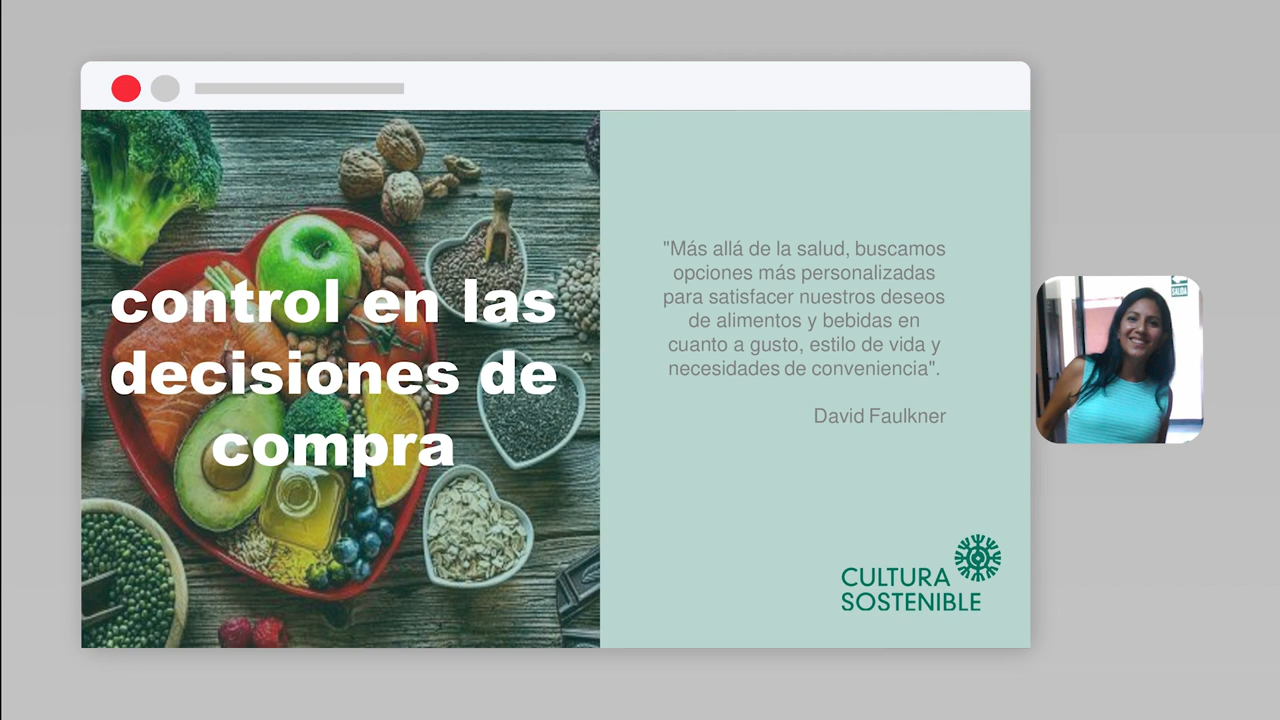 control en las
decisiones de
compra
"Más allá de la salud, buscamos
opciones más personalizadas
para satisfacer nuestros deseos
de alimentos y bebidas en
cuanto a gusto, estilo de vida y
necesidades de conveniencia".
David Faulkner
CULTURA
SOSTENIBLE
SALIDA